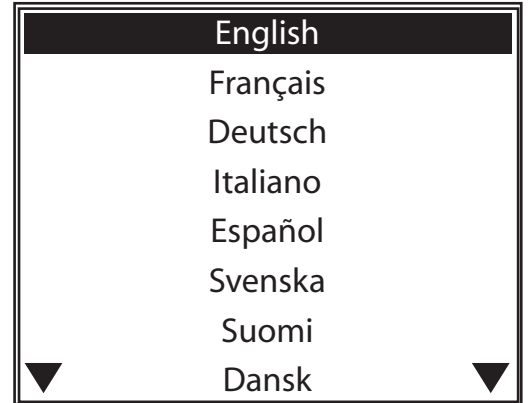 English
Français
Deutsch
Italiano
Español
Svenska
Suomi
Dansk